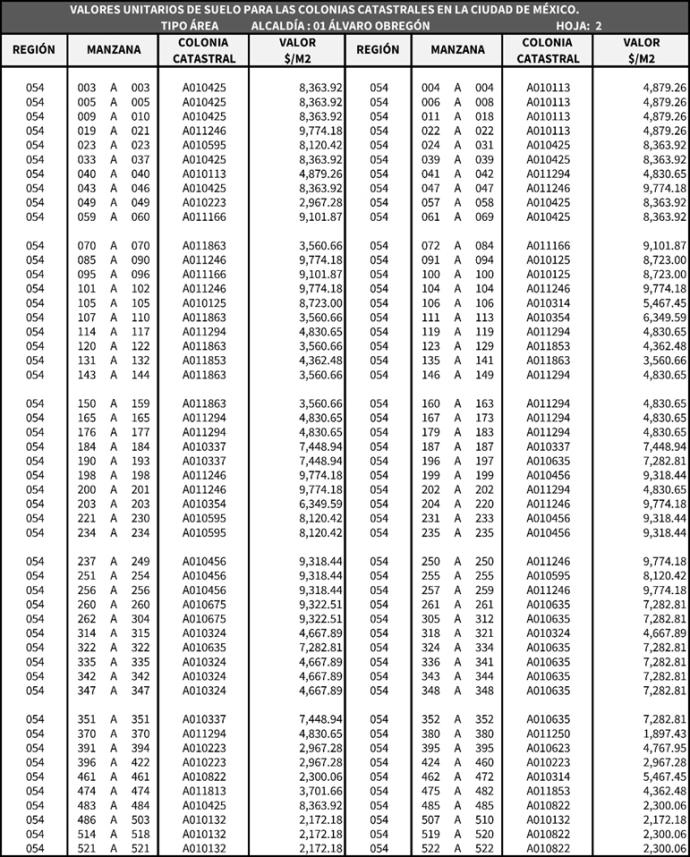 VALORES UNITARIOS DE SUELO PARA LAS COLONIAS CATASTRALES EN LA CIUDAD DE MÉXICO.
TIPO ÁREA ALCALDÍA : 01 ÁLVARO OBREGÓN HOJA: 2
REGIÓN MANZANA COLONIA CATASTRAL VALOR $/M2 REGIÓN MANZANA COLONIA CATASTRAL VALOR $/M2
054 003 A 003 A010425 8,363.92 054 004 A 004 A010113 4,879.26
054 005 A 005 A010425 8,363.92 054 006 A 008 A010113 4,879.26
054 009 A 010 A010425 8,363.92 054 011 A 018 A010113 4,879.26
054 019 A 021 A011246 9,774.18 054 022 A 022 A010113 4,879.26
054 023 A 023 A010595 8,120.42 054 024 A 031 A010425 8,363.92
054 033 A 037 A010425 8,363.92 054 039 A 039 A010425 8,363.92
054 040 A 040 A010113 4,879.26 054 041 A 042 A011294 4,830.65
054 043 A 046 A010425 8,363.92 054 047 A 047 A011246 9,774.18
054 049 A 049 A010223 2,967.28 054 057 A 058 A010425 8,363.92
054 059 A 060 A011166 9,101.87 054 061 A 069 A010425 8,363.92
054 070 A 070 A011863 3,560.66 054 072 A 084 A011166 9,101.87
054 085 A 090 A011246 9,774.18 054 091 A 094 A010125 8,723.00
054 095 A 096 A011166 9,101.87 054 100 A 100 A010125 8,723.00
054 101 A 102 A011246 9,774.18 054 104 A 104 A011246 9,774.18
054 105 A 105 A010125 8,723.00 054 106 A 106 A010314 5,467.45
054 107 A 110 A011863 3,560.66 054 111 A 113 A010354 6,349.59
054 114 A 117 A011294 4,830.65 054 119 A 119 A011294 4,830.65
054 120 A 122 A011863 3,560.66 054 123 A 129 A011853 4,362.48
054 131 A 132 A011853 4,362.48 054 135 A 141 A011863 3,560.66
054 143 A 144 A011863 3,560.66 054 146 A 149 A011294 4,830.65
054 150 A 159 A011863 3,560.66 054 160 A 163 A011294 4,830.65
054 165 A 165 A011294 4,830.65 054 167 A 173 A011294 4,830.65
054 176 A 177 A011294 4,830.65 054 179 A 183 A011294 4,830.65
054 184 A 184 A010337 7,448.94 054 187 A 187 A010337 7,448.94
054 190 A 193 A010337 7,448.94 054 196 A 197 A010635 7,282.81
054 198 A 198 A011246 9,774.18 054 199 A 199 A010456 9,318.44
054 200 A 201 A011246 9,774.18 054 202 A 202 A011294 4,830.65
054 203 A 203 A010354 6,349.59 054 204 A 220 A011246 9,774.18
054 221 A 230 A010595 8,120.42 054 231 A 233 A010456 9,318.44
054 234 A 234 A010595 8,120.42 054 235 A 235 A010456 9,318.44
054 237 A 249 A010456 9,318.44 054 250 A 250 A011246 9,774.18
054 251 A 254 A010456 9,318.44 054 255 A 255 A010595 8,120.42
054 256 A 256 A010456 9,318.44 054 257 A 259 A011246 9,774.18
054 260 A 260 A010675 9,322.51 054 261 A 261 A010635 7,282.81
054 262 A 304 A010675 9,322.51 054 305 A 312 A010635 7,282.81
054 314 A 315 A010324 4,667.89 054 318 A 321 A010324 4,667.89
054 322 A 322 A010635 7,282.81 054 324 A 334 A010635 7,282.81
054 335 A 335 A010324 4,667.89 054 336 A 341 A010635 7,282.81
054 342 A 342 A010324 4,667.89 054 343 A 344 A010635 7,282.81
054 347 A 347 A010324 4,667.89 054 348 A 348 A010635 7,282.81
054 351 A 351 A010337 7,448.94 054 352 A 352 A010635 7,282.81
054 370 A 370 A011294 4,830.65 054 380 A 380 A011250 1,897.43
054 391 A 394 A010223 2,967.28 054 395 A 395 A010623 4,767.95
054 396 A 422 A010223 2,967.28 054 424 A 460 A010223 2,967.28
054 461 A 461 A010822 2,300.06 054 462 A 472 A010314 5,467.45
054 474 A 474 A011813 3,701.66 054 475 A 482 A011853 4,362.48
054 483 A 484 A010425 8,363.92 054 485 A 485 A010822 2,300.06
054 486 A 503 A010132 2,172.18 054 507 A 510 A010132 2,172.18
054 514 A 518 A010132 2,172.18 054 519 A 520 A010822 2,300.06
054 521 A 521 A010132 2,172.18 054 522 A 522 A010822 2,300.06